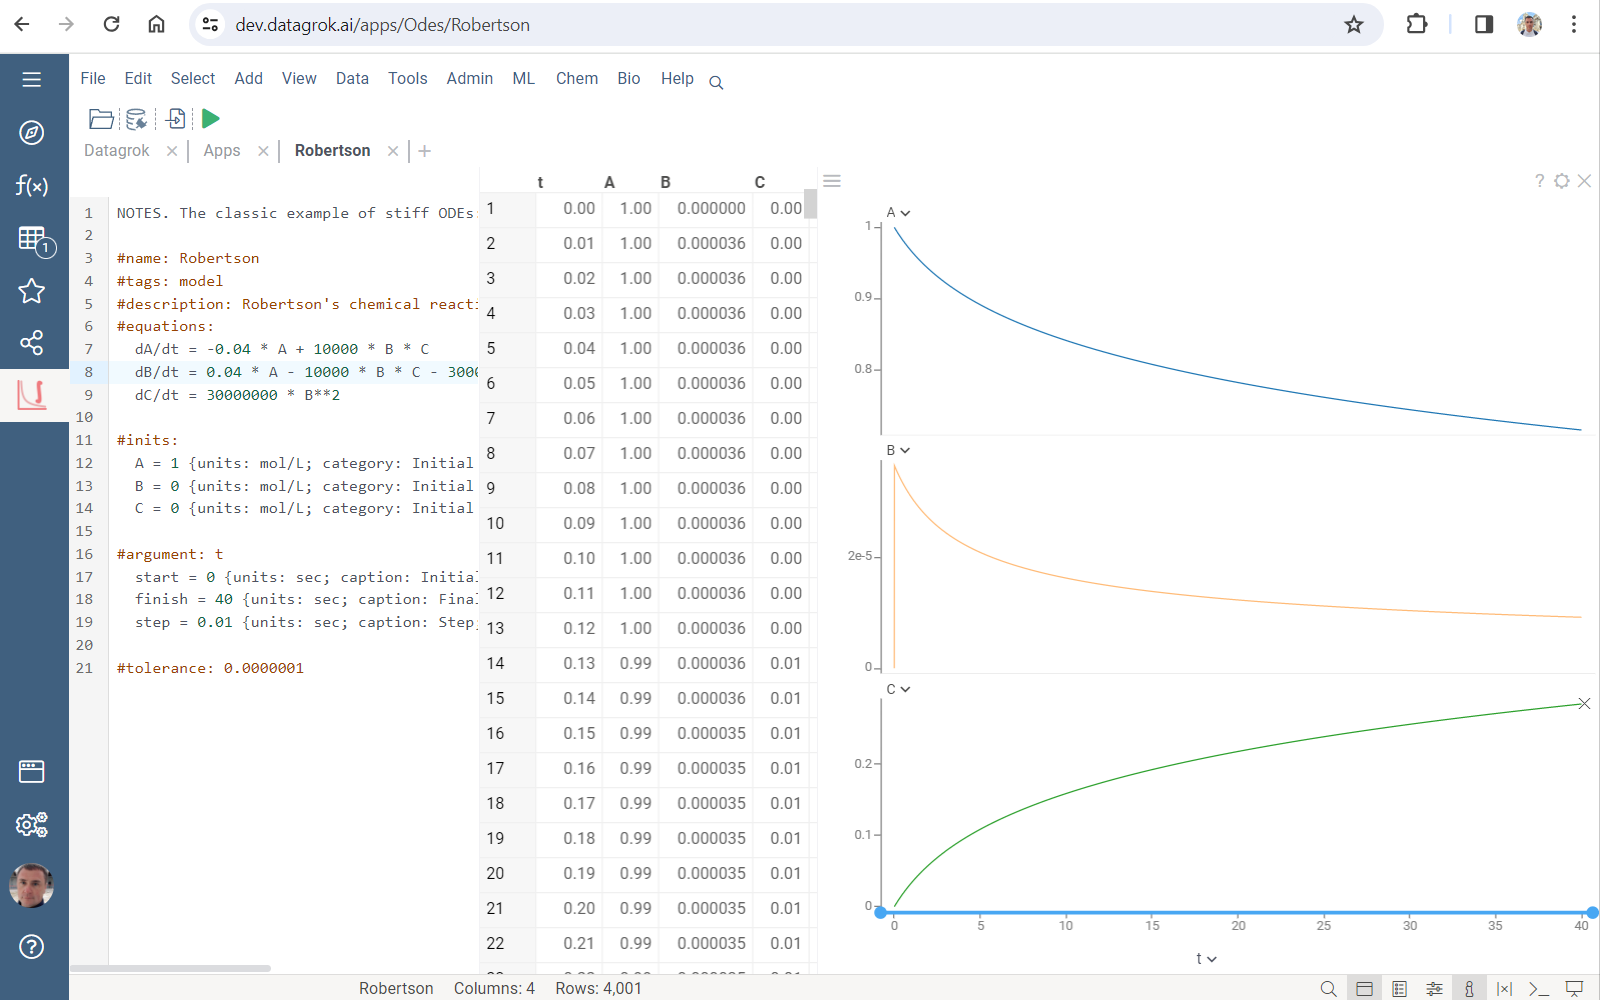 dev.datagrok.ai/apps/Odes/Robertson
File Edit Select Add View Data Tools Admin ML Chem Bio Help
Datagrok Apps Robertson
f(x)
1
1 NOTES. The classic example of stiff ODEs:
2
3 #name: Robertson
4 #tags: model
5 #description: Robertson's chemical reacti
6 #equations:
7 dA/dt = -0.04 * A + 10000 * B * C
8 dB/dt = 0.04 * A - 10000 * B * C - 3000
9 dC/dt = 30000000 * B**2
10
11 #inits:
12 A = 1 {units: mol/L; category: Initial
13 B = 0 {units: mol/L; category: Initial
14 C = 0 {units: mol/L; category: Initial
15
16 #argument: t
17 start = 0 {units: sec; caption: Initial
18 finish = 40 {units: sec; caption: Final
19 step = 0.01 {units: sec; caption: Step;
20
21 #tolerance: 0.0000001
t A B C
1 0.00 1.00 0.000000 0.00
2 0.01 1.00 0.000036 0.00
3 0.02 1.00 0.000036 0.00
4 0.03 1.00 0.000036 0.00
5 0.04 1.00 0.000036 0.00
6 0.05 1.00 0.000036 0.00
7 0.06 1.00 0.000036 0.00
8 0.07 1.00 0.000036 0.00
9 0.08 1.00 0.000036 0.00
10 0.09 1.00 0.000036 0.00
11 0.10 1.00 0.000036 0.00
12 0.11 1.00 0.000036 0.00
13 0.12 1.00 0.000036 0.00
14 0.13 0.99 0.000036 0.01
15 0.14 0.99 0.000036 0.01
16 0.15 0.99 0.000035 0.01
17 0.16 0.99 0.000035 0.01
18 0.17 0.99 0.000035 0.01
19 0.18 0.99 0.000035 0.01
20 0.19 0.99 0.000035 0.01
21 0.20 0.99 0.000035 0.01
22 0.21 0.99 0.000035 0.01
A
1
0.9
0.8
B
2e-5
0
C
0.2
0.1
0
0 5 10 15 20 25 30 35 40
t
Robertson Columns: 4 Rows: 4,001